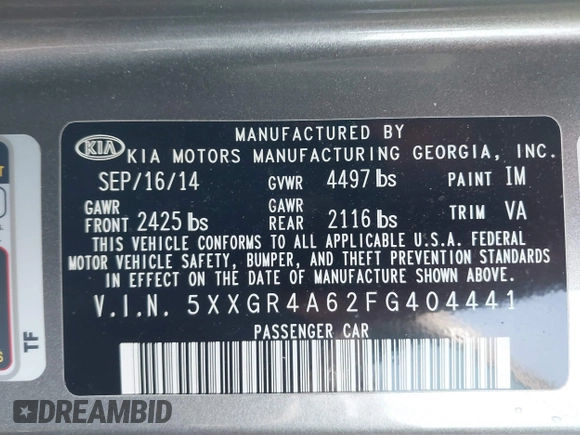 KIA
MANUFACTURED BY
KIA MOTORS MANUFACTURING GEORGIA, INC.
SEP/16/14 GVWR 4497 lbs PAINT IM
GAWR FRONT 2425 lbs GAWR REAR 2116 lbs TRIM VA
THIS VEHICLE CONFORMS TO ALL APPLICABLE U.S.A. FEDERAL
MOTOR VEHICLE SAFETY, BUMPER, AND THEFT PREVENTION STANDARDS
IN EFFECT ON THE DATE OF MANUFACTURE SHOWN ABOVE.
V.I.N. 5XXGR4A62FG404441
PASSENGER CAR
TF
DREAMBID